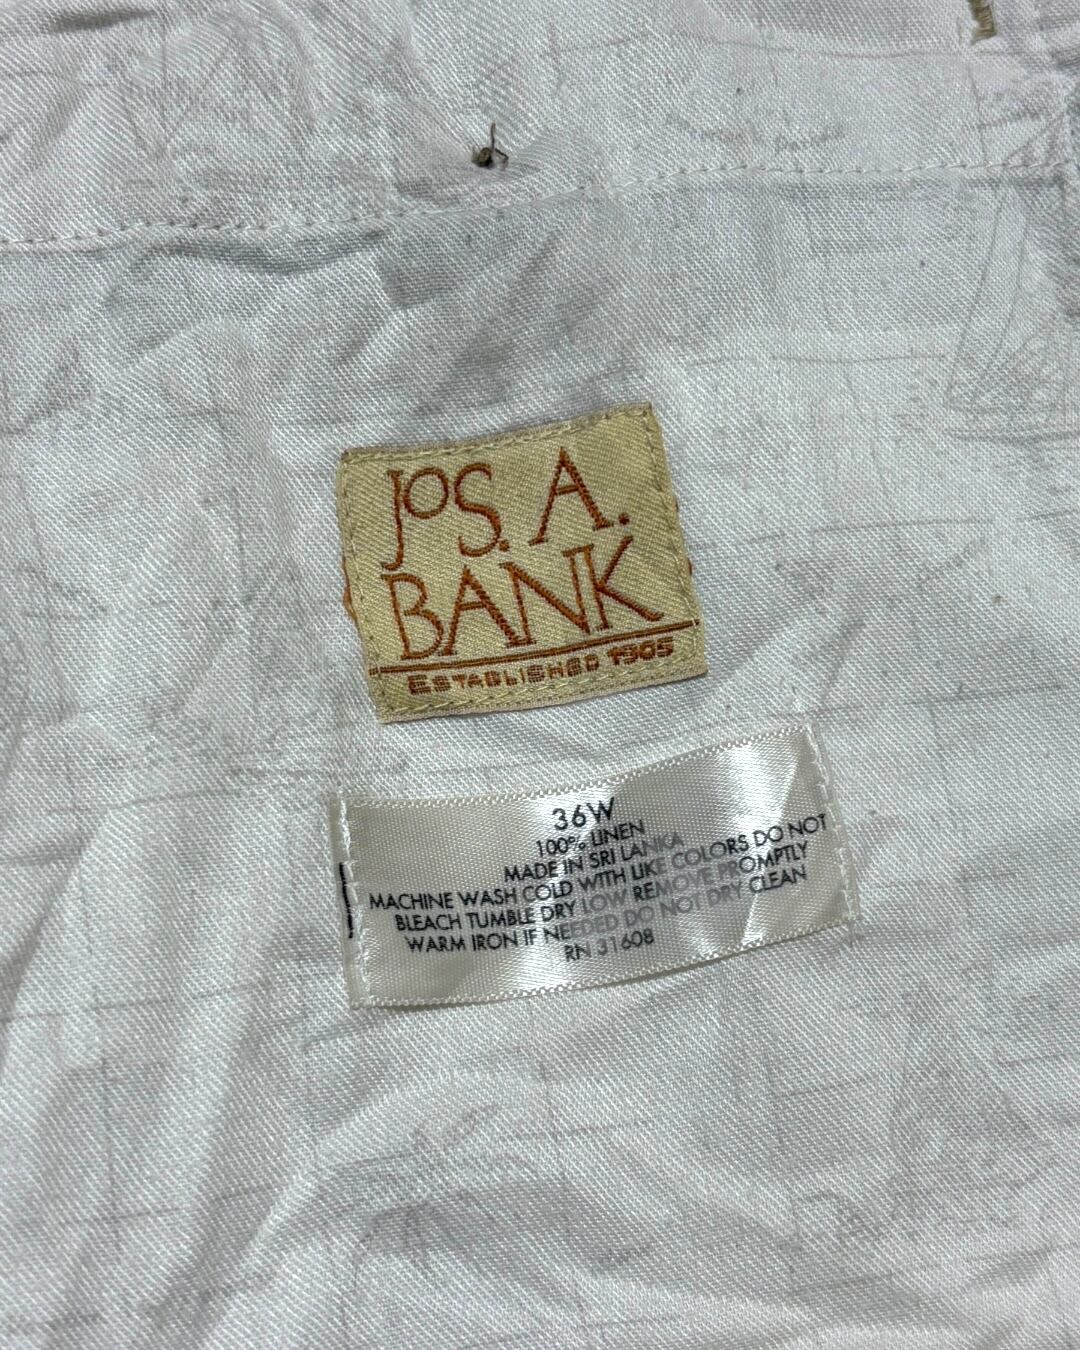 JOS. A.
BANK
ESTABLISHED 1905
36W
100% LINEN
MADE IN SRI LANKA
MACHINE WASH COLD WITH LIKE COLORS DO NOT
BLEACH TUMBLE DRY LOW REMOVE PROMPTLY
WARM IRON IF NEEDED DO NOT DRY CLEAN
RN 31608